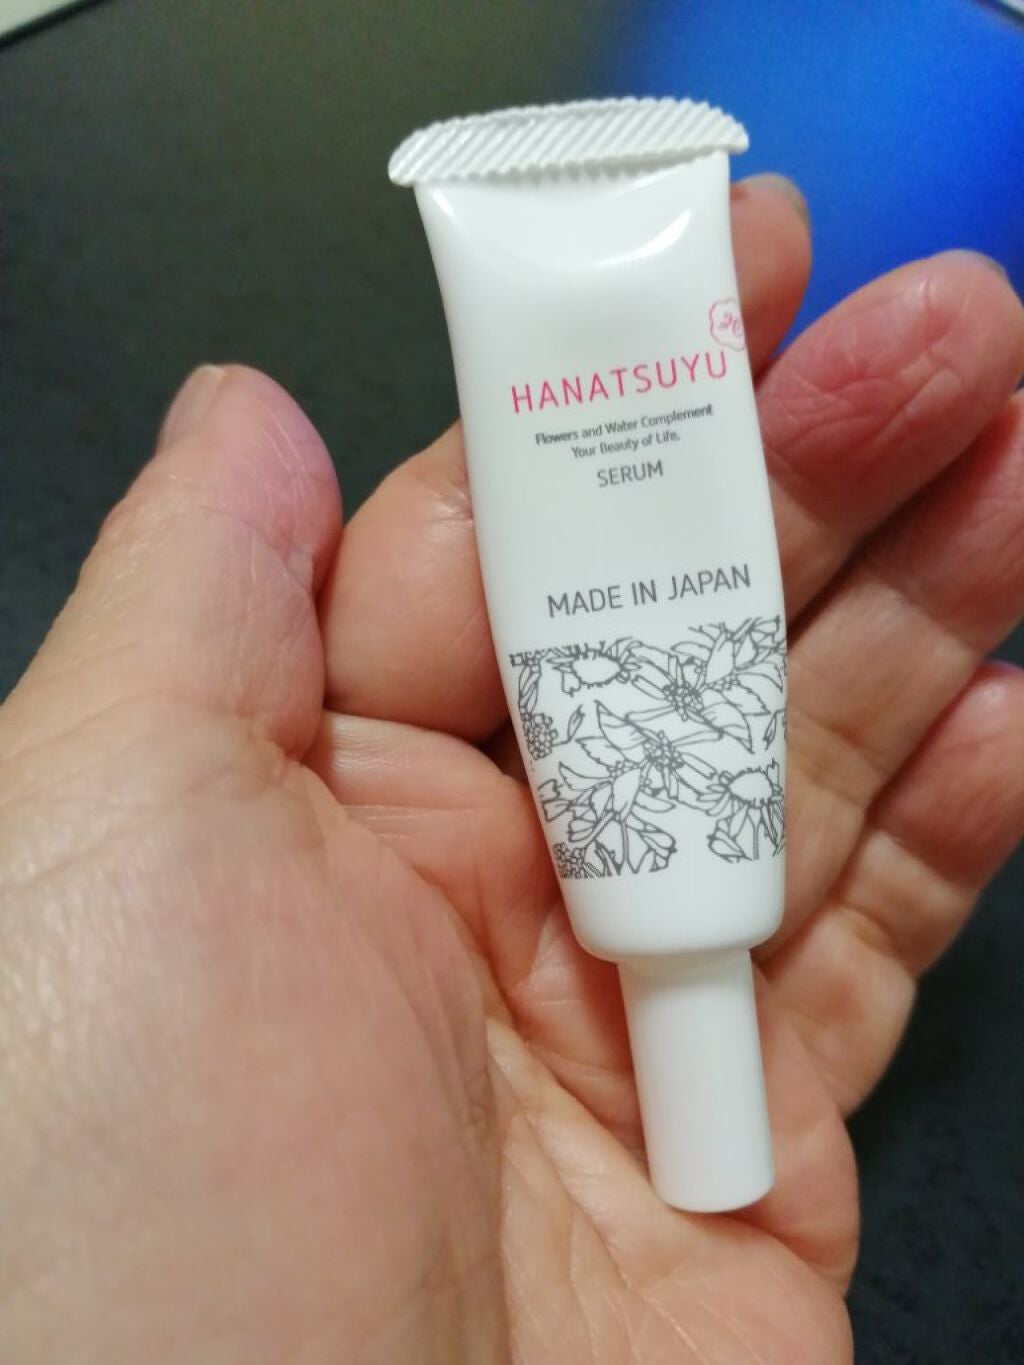 HANATSUYU
Flowers and Water Complement
Your Beauty of Life.
SERUM
MADE IN JAPAN